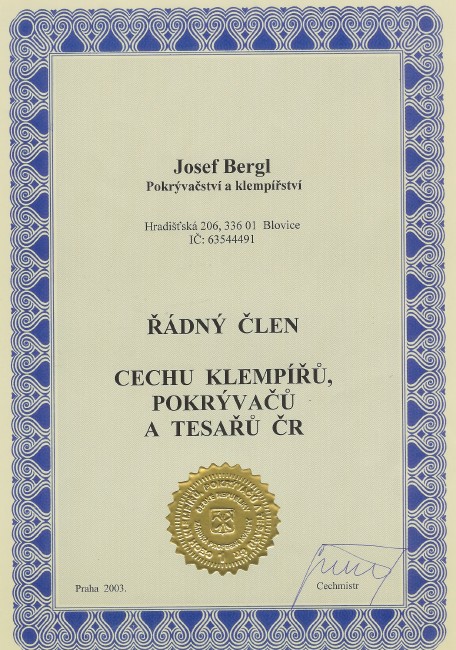 Josef Bergl
Pokrývačství a klempířství
Hradišťská 206, 336 01 Blovice
IČ: 63544491
ŘÁDNÝ ČLEN
CECHU KLEMPÍŘŮ,
POKRÝVAČŮ
A TESAŘŮ ČR
Praha 2003.
Cechmistr